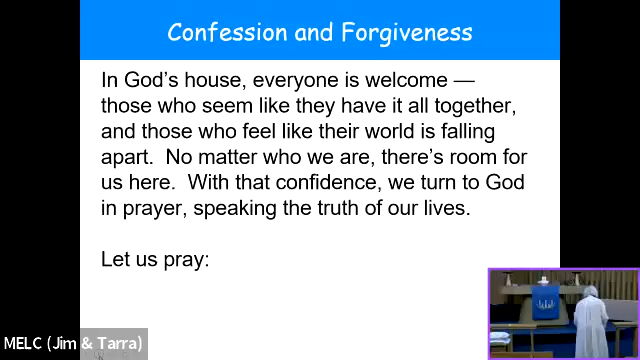 Confession and Forgiveness
In God's house, everyone is welcome —
those who seem like they have it all together,
and those who feel like their world is falling
apart.  No matter who we are, there's room for
us here.  With that confidence, we turn to God
in prayer, speaking the truth of our lives.
Let us pray:
MELC (Jim & Tarra)